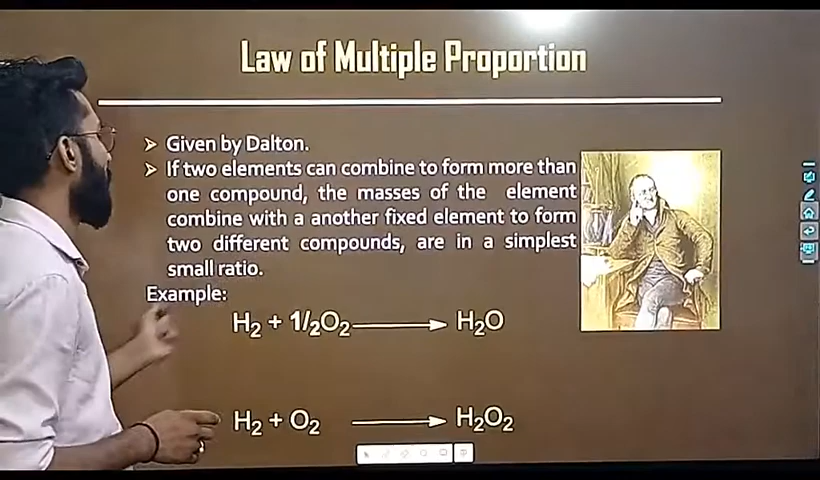 Law of Multiple Proportion
➤ Given by Dalton.
➤ If two elements can combine to form more than
one compound, the masses of the element
combine with a another fixed element to form
two different compounds, are in a simplest
small ratio.
Example:
H₂ + 1/₂O₂ ⟶ H₂O
H₂ + O₂ ⟶ H₂O₂